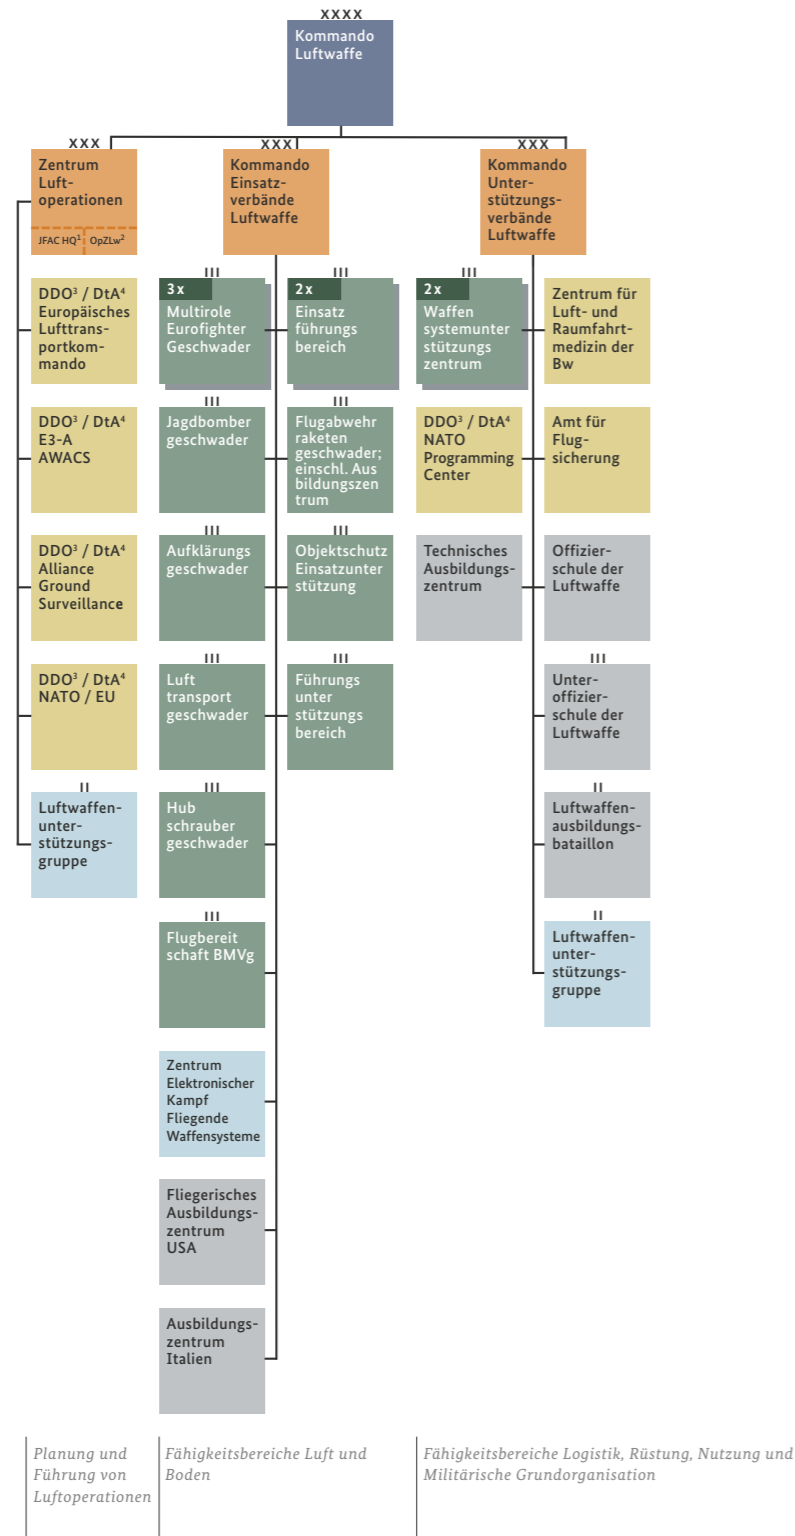 XXXX
Kommando
Luftwaffe
XXX
Zentrum
Luft-
operationen
JFAC HQ¹
OpZLw²
XXX
Kommando
Einsatz-
verbände
Luftwaffe
XXX
Kommando
Unter-
stützungs-
verbände
Luftwaffe
DDO³ / DtA⁴
Europäisches
Lufttrans-
portkom-
mando
DDO³ / DtA⁴
E3-A
AWACS
DDO³ / DtA⁴
Alliance
Ground
Surveillance
DDO³ / DtA⁴
NATO / EU
II
Luftwaffen-
unter-
stützungs-
gruppe
III
3x
Multirole
Eurofighter
Geschwader
III
2x
Einsatz
führungs
bereich
III
Jagdbomber
geschwader
III
Flugabwehr
raketen
geschwader;
einschl. Aus
bildungszen
trum
III
Aufklärungs
geschwader
III
Objektschutz
Einsatzunter
stützung
III
Luft
transport
geschwader
III
Führungs
unter
stützungs
bereich
III
Hub
schrauber
geschwader
III
Flugbereit
schaft BMVg
Zentrum
Elektronischer
Kampf
Fliegende
Waffensysteme
Fliegerisches
Ausbildungs-
zentrum
USA
Ausbildungs-
zentrum
Italien
III
2x
Waffen
systemunter
stützungs
zentrum
Zentrum für
Luft- und
Raumfahrt-
medizin der
Bw
DDO³ / DtA⁴
NATO
Programming
Center
Amt für
Flug-
sicherung
Technisches
Ausbildungs-
zentrum
Offizier-
schule der
Luftwaffe
III
Unter-
offizier-
schule der
Luftwaffe
II
Luftwaffen-
ausbildungs-
bataillon
II
Luftwaffen-
unter-
stützungs-
gruppe
Planung und
Führung von
Luftoperationen
Fähigkeitsbereiche Luft und
Boden
Fähigkeitsbereiche Logistik, Rüstung, Nutzung und
Militärische Grundorganisation